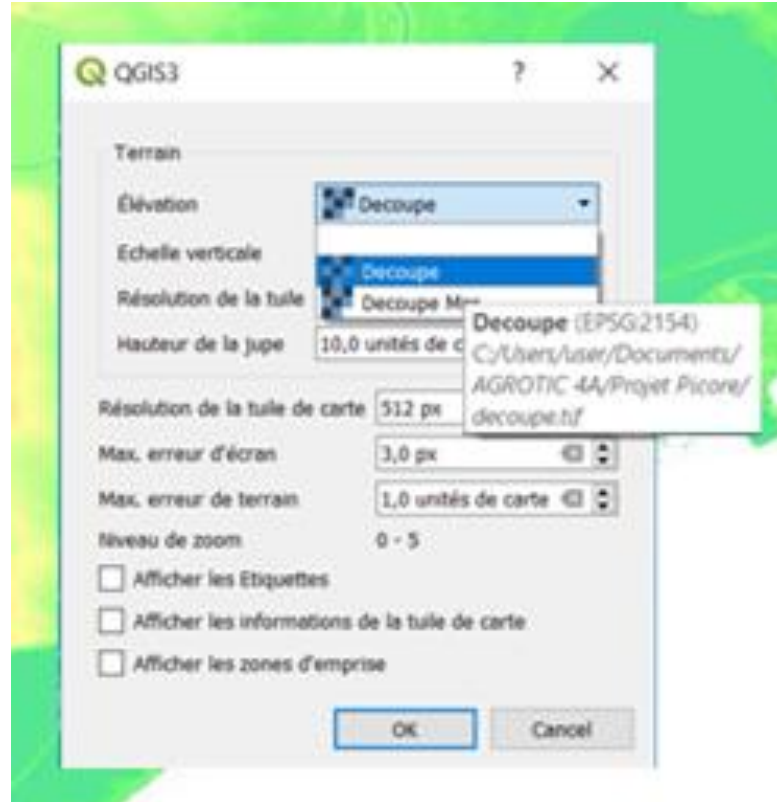 QGIS3 ?
Terrain
Élévation Decoupe
Decoupe
Echelle verticale
Résolution de la tuile Decoupe
Hauteur de la jupe 10,0 unités de c
Decoupe (EPSG:2154)
C:/Users/user/Documents/
AGROTIC 4A/Projet Picore/
decoupe.tif
Résolution de la tuile de carte 512 px
Max. erreur d'écran 3,0 px
Max. erreur de terrain 1,0 unités de carte
Niveau de zoom 0 - 5
Afficher les Etiquettes
Afficher les informations de la tuile de carte
Afficher les zones d'emprise
OK Cancel